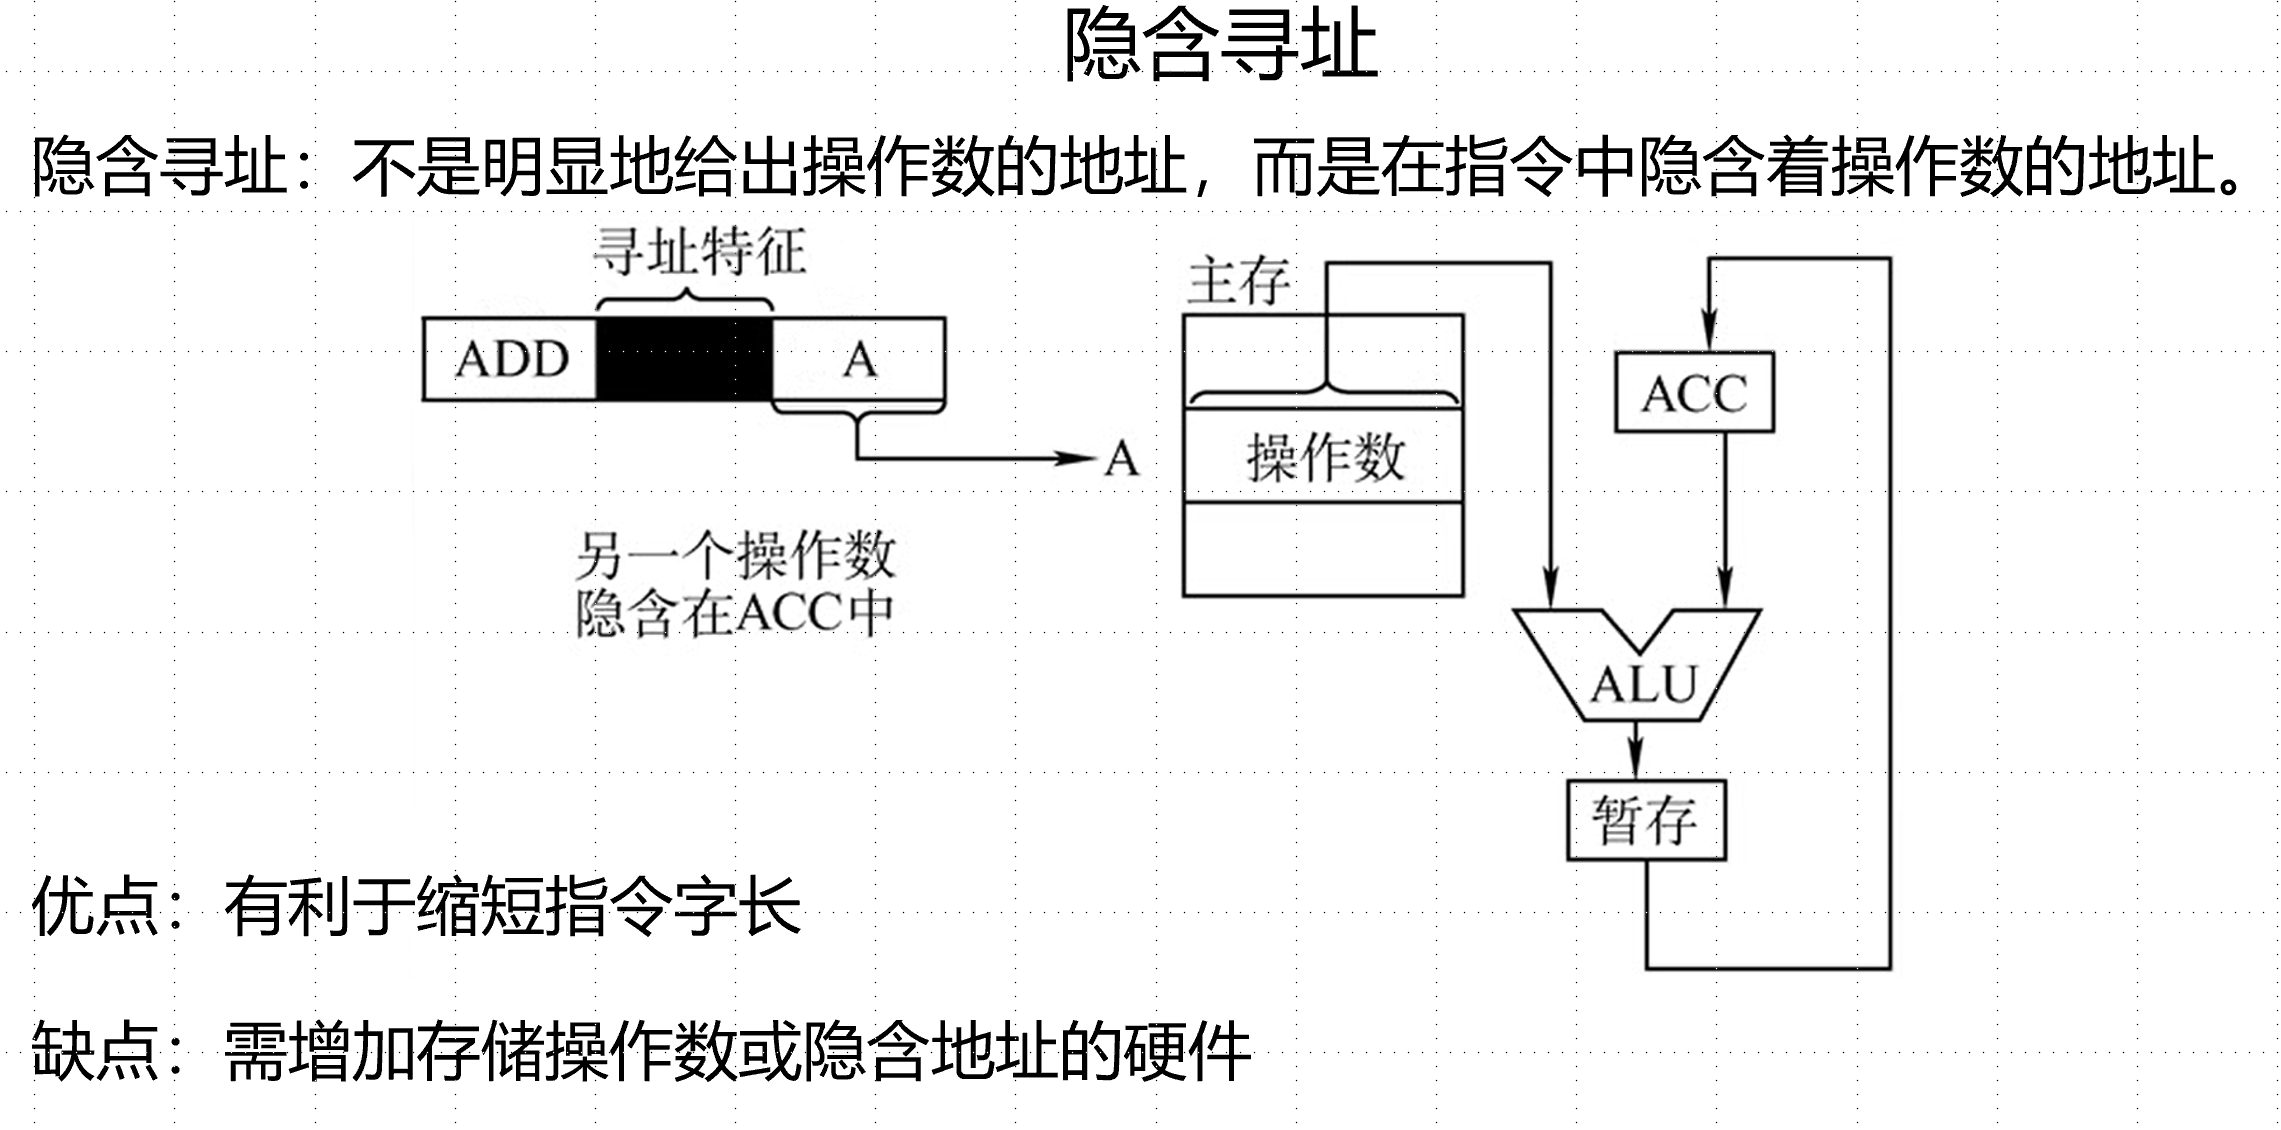 隐含寻址
隐含寻址：不是明显地给出操作数的地址，而是在指令中隐含着操作数的地址。
寻址特征
ADD
A
A
另一个操作数
隐含在ACC中
主存
操作数
ACC
ALU
暂存
优点：有利于缩短指令字长
缺点：需增加存储操作数或隐含地址的硬件